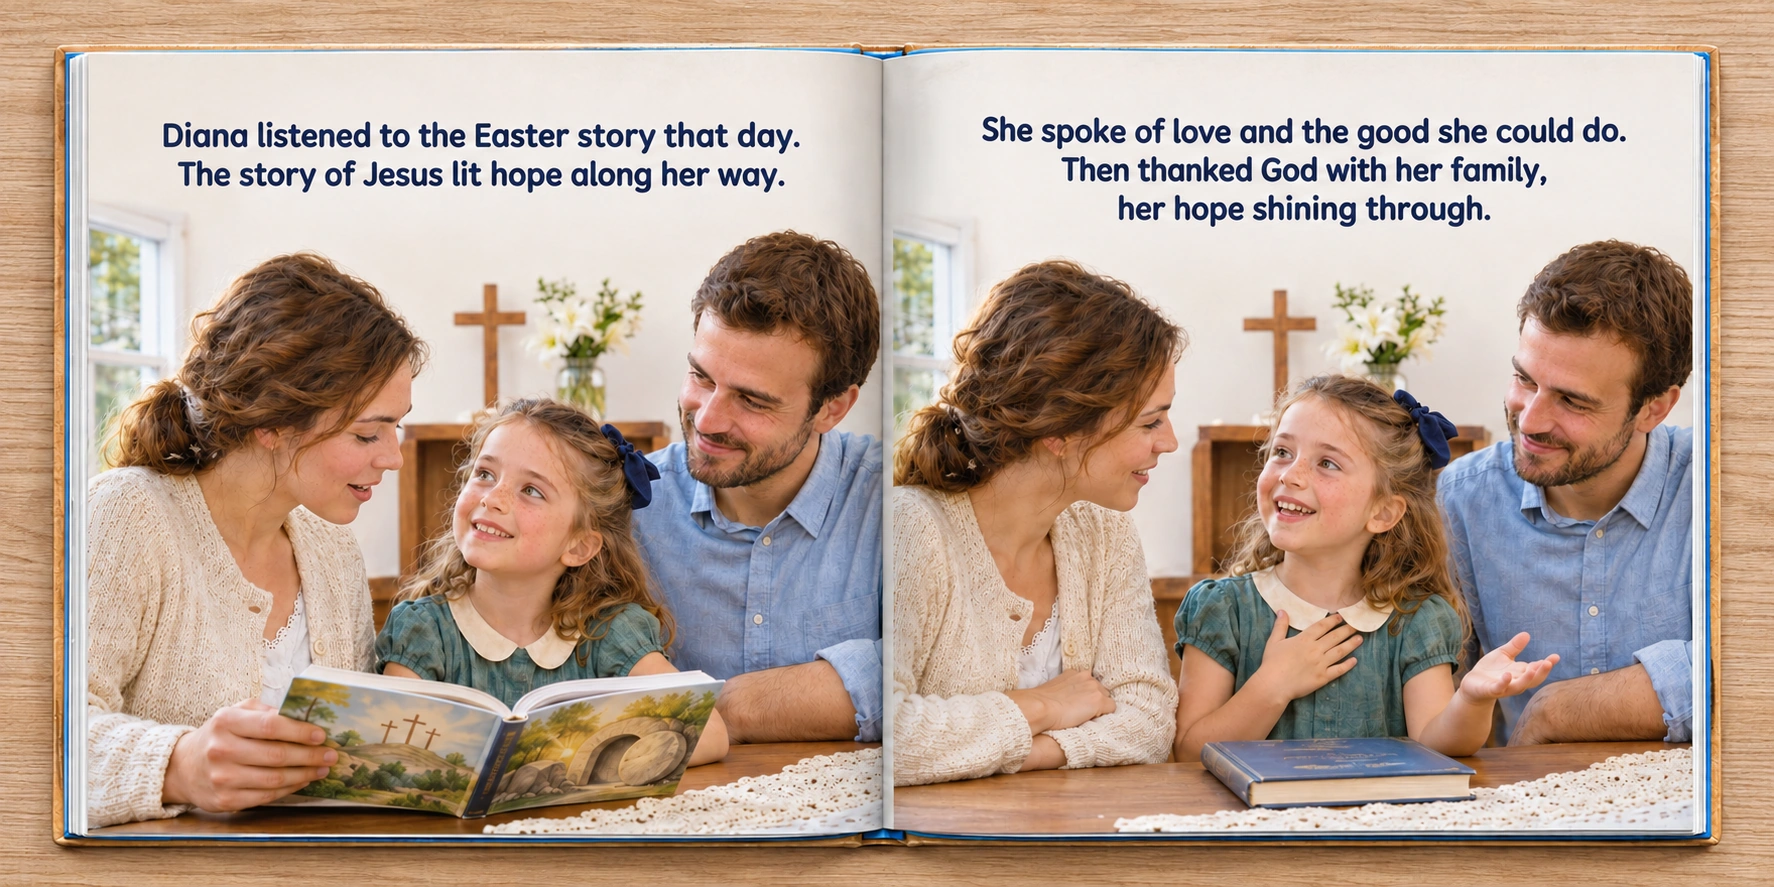 Diana listened to the Easter story that day.
The story of Jesus lit hope along her way.
She spoke of love and the good she could do.
Then thanked God with her family,
her hope shining through.